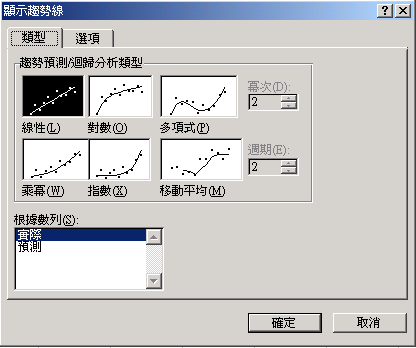 顯示趨勢線
類型 選項
趨勢預測/迴歸分析類型
線性(L) 對數(O) 多項式(P)
冪次(D):
2
乘冪(W) 指數(X) 移動平均(M)
週期(E):
2
根據數列(S):
實際
預測
確定 取消